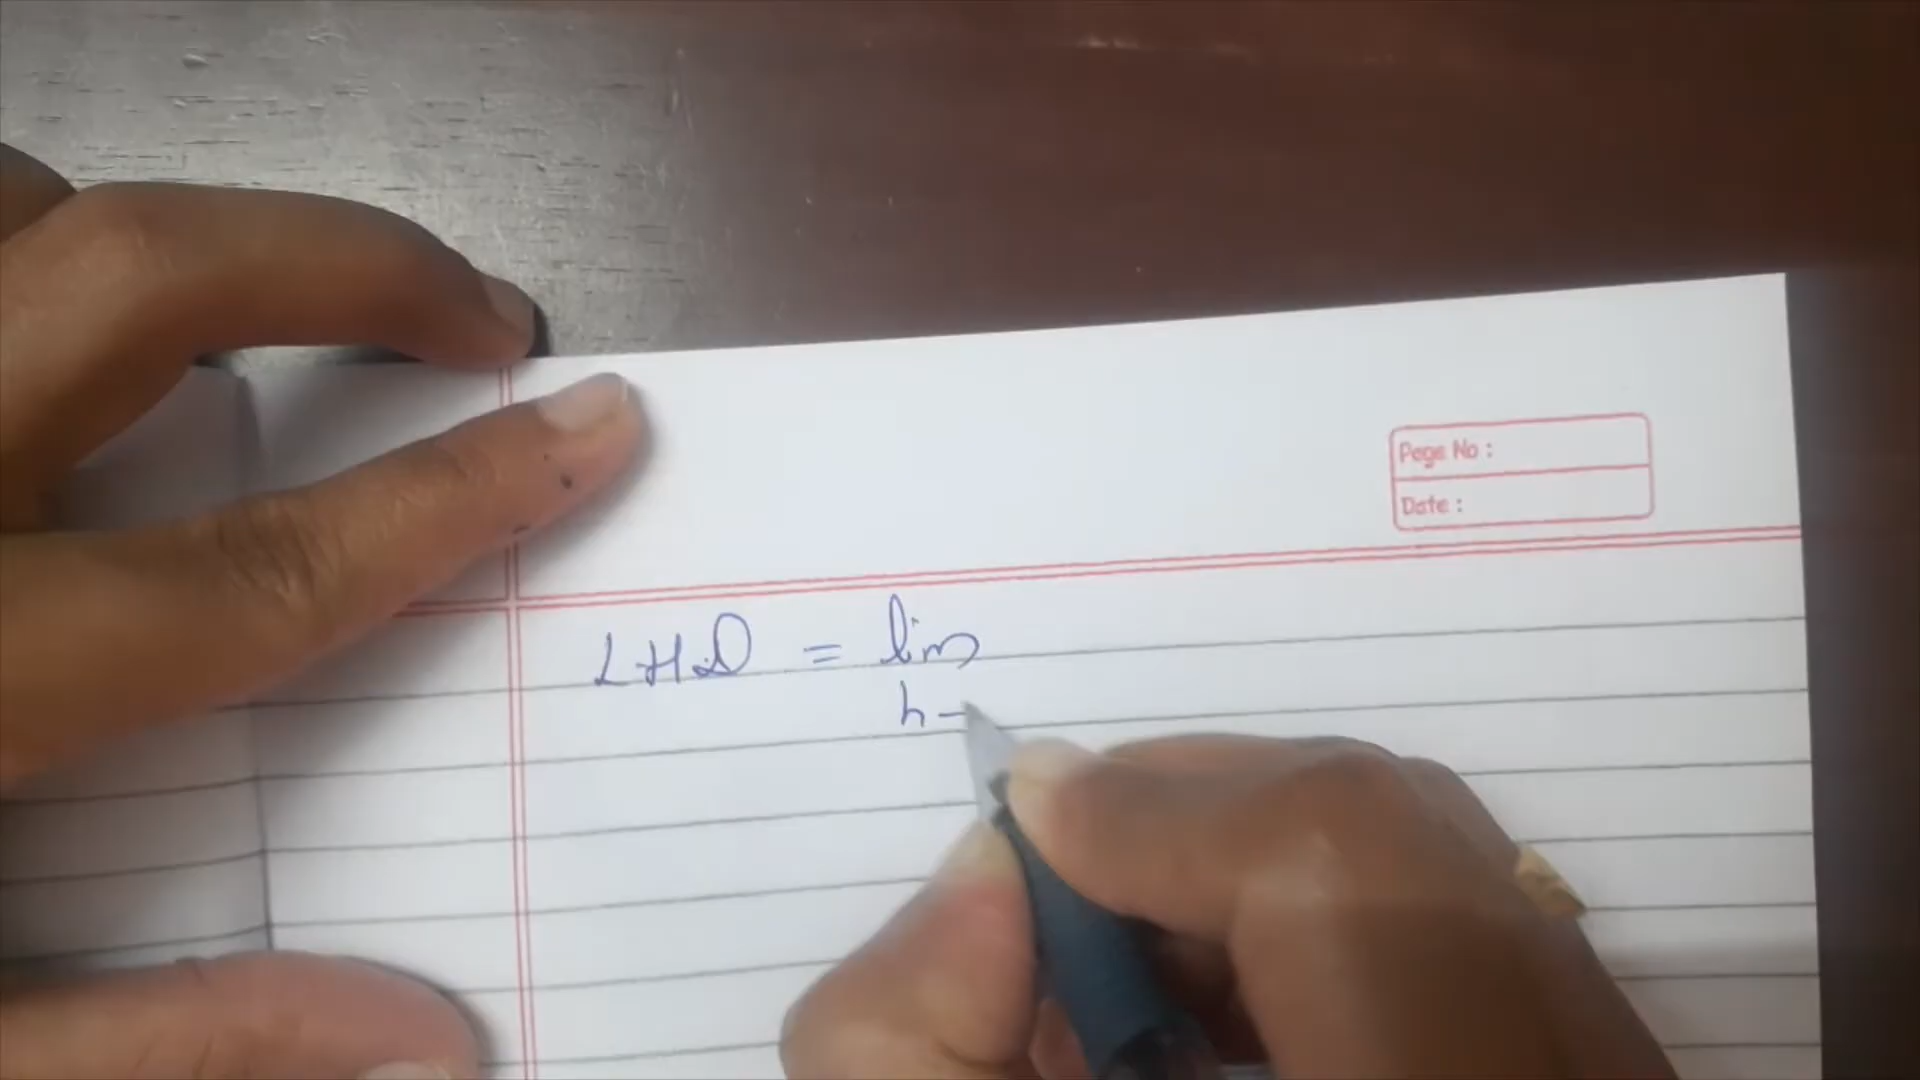 Page No :
Date :
LHD = lim
h -